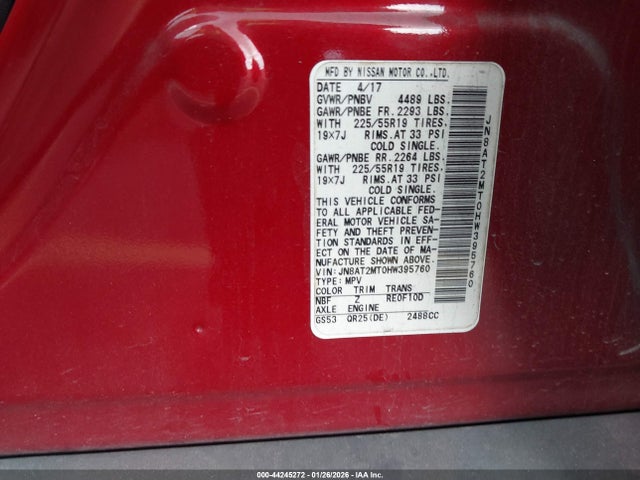 MFD BY NISSAN MOTOR CO.,LTD.
DATE 4/17
GVWR/PNBV 4489 LBS.
GAWR/PNBE FR. 2293 LBS.
WITH 225/55R19 TIRES.
19×7J RIMS.AT 33 PSI
COLD SINGLE.
GAWR/PNBE RR. 2264 LBS.
WITH 225/55R19 TIRES.
19×7J RIMS.AT 33 PSI
COLD SINGLE.
THIS VEHICLE CONFORMS
TO ALL APPLICABLE FED-
ERAL MOTOR VEHICLE SA-
FETY AND THEFT PREVEN-
TION STANDARDS IN EFF-
ECT ON THE DATE OF MA-
NUFACTURE SHOWN ABOVE.
VIN:JN8AT2MT0HW395760
TYPE:MPV
COLOR TRIM TRANS
NBF Z RE0F10D
AXLE ENGINE
GS53 QR25(DE) 2488CC
JN8AT2MT0HW395760
000-44245272 | 01/26/2026 | COPYRIGHT IAA, LLC